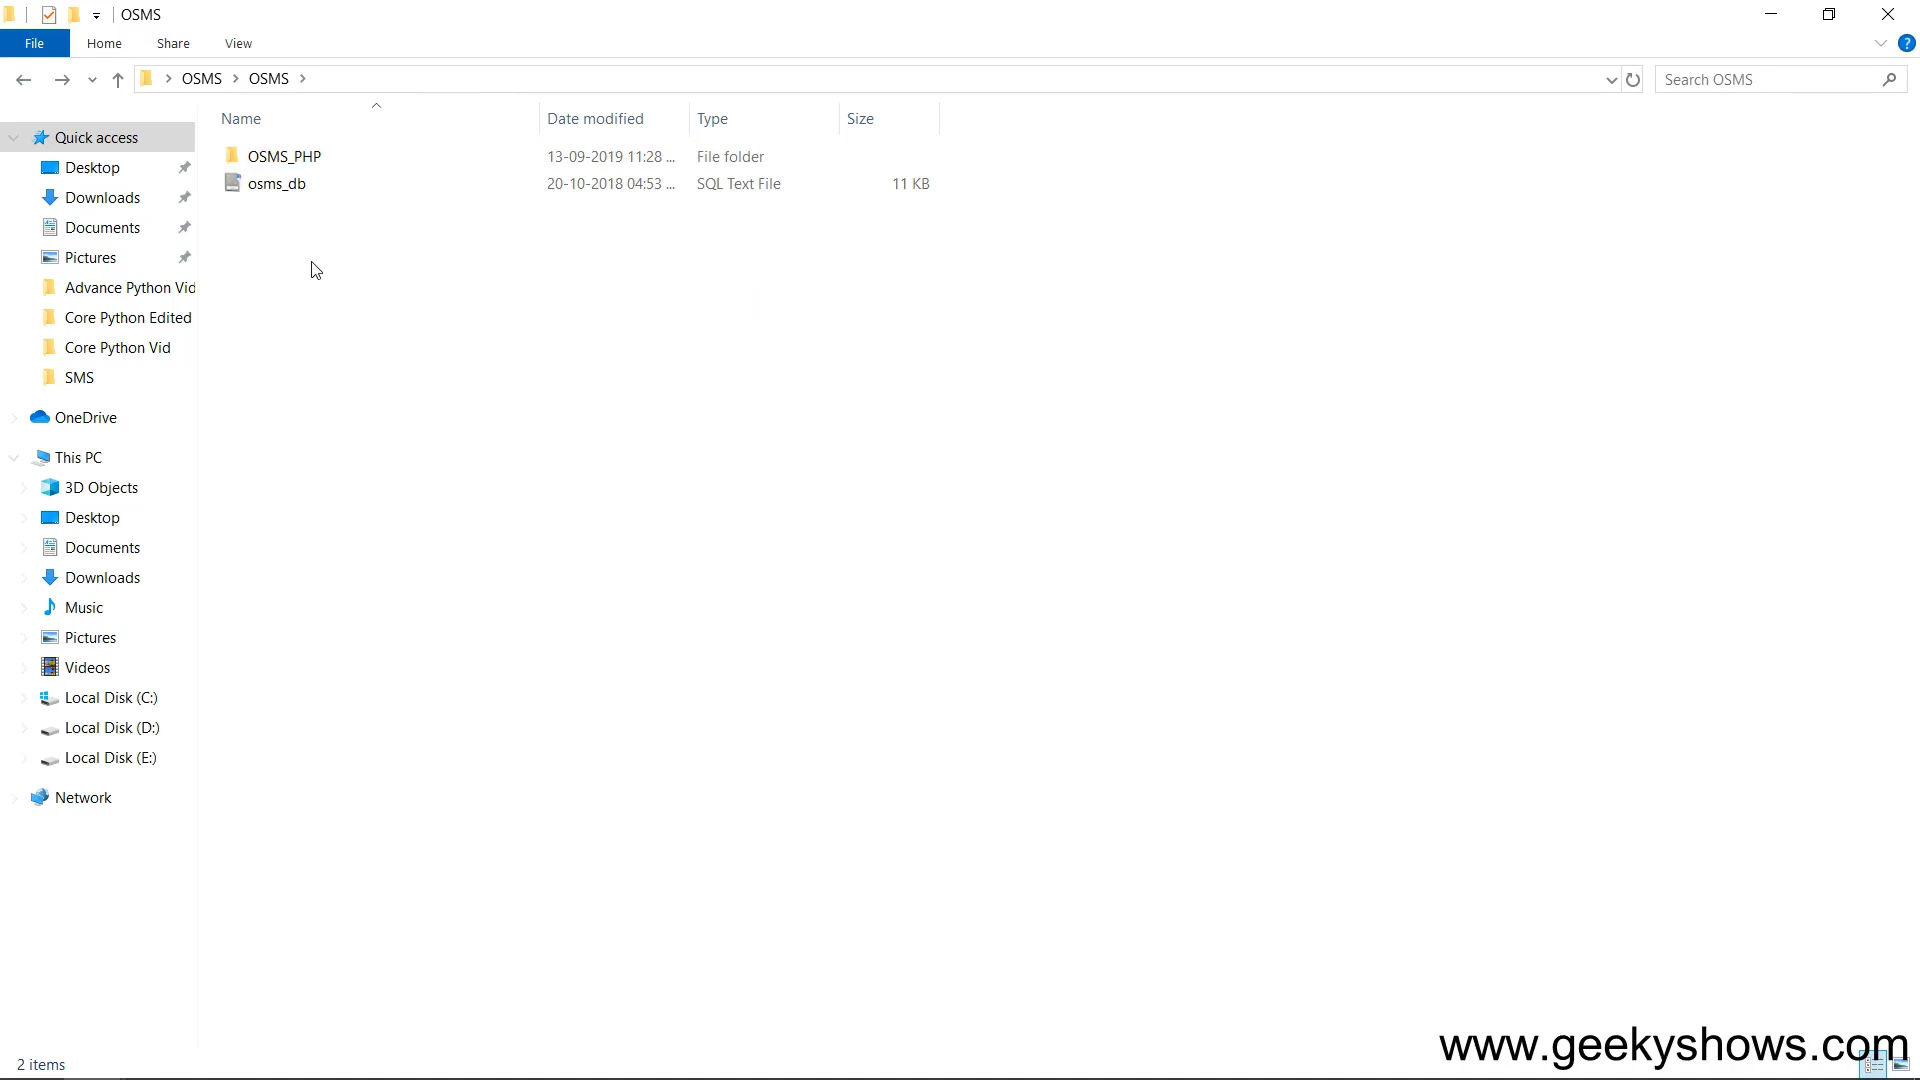 OSMS
File Home Share View
OSMS OSMS
Search OSMS
Name Date modified Type Size
OSMS_PHP 13-09-2019 11:28 ... File folder
osms_db 20-10-2018 04:53 ... SQL Text File 11 KB
Quick access
Desktop
Downloads
Documents
Pictures
Advance Python Vid
Core Python Edited
Core Python Vid
SMS
OneDrive
This PC
3D Objects
Desktop
Documents
Downloads
Music
Pictures
Videos
Local Disk (C:)
Local Disk (D:)
Local Disk (E:)
Network
2 items
www.geekyshows.com